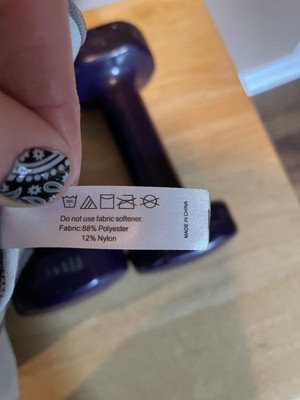 Do not use fabric softener.
Fabric:88% Polyester
12% Nylon
MADE IN CHINA